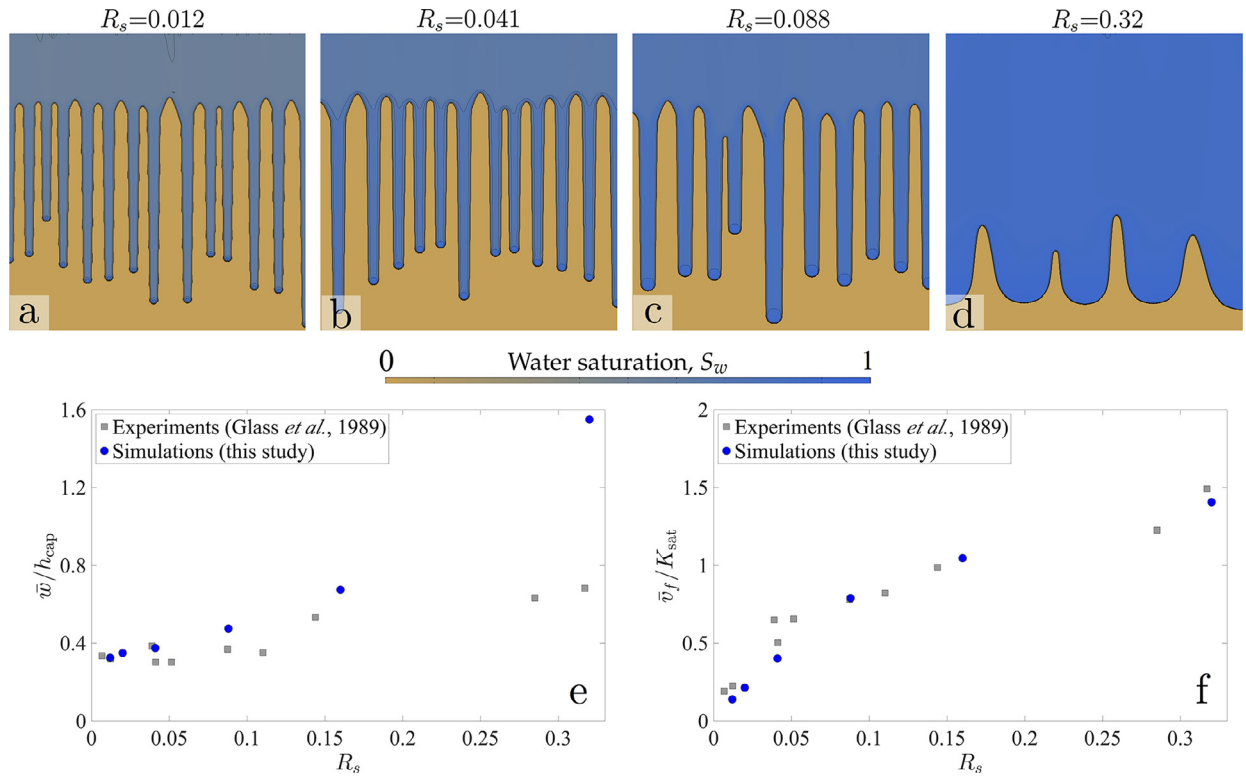 R_s=0.012
R_s=0.041
R_s=0.088
R_s=0.32
a
b
c
d
0
Water saturation, S_w
1
1.6
1.2
0.8
0.4
0
w̄/h_cap
Experiments (Glass et al., 1989)
Simulations (this study)
e
0
0.05
0.1
0.15
0.2
0.25
0.3
R_s
2
1.5
1
0.5
0
v̄_f/K_sat
Experiments (Glass et al., 1989)
Simulations (this study)
f
0
0.05
0.1
0.15
0.2
0.25
0.3
R_s